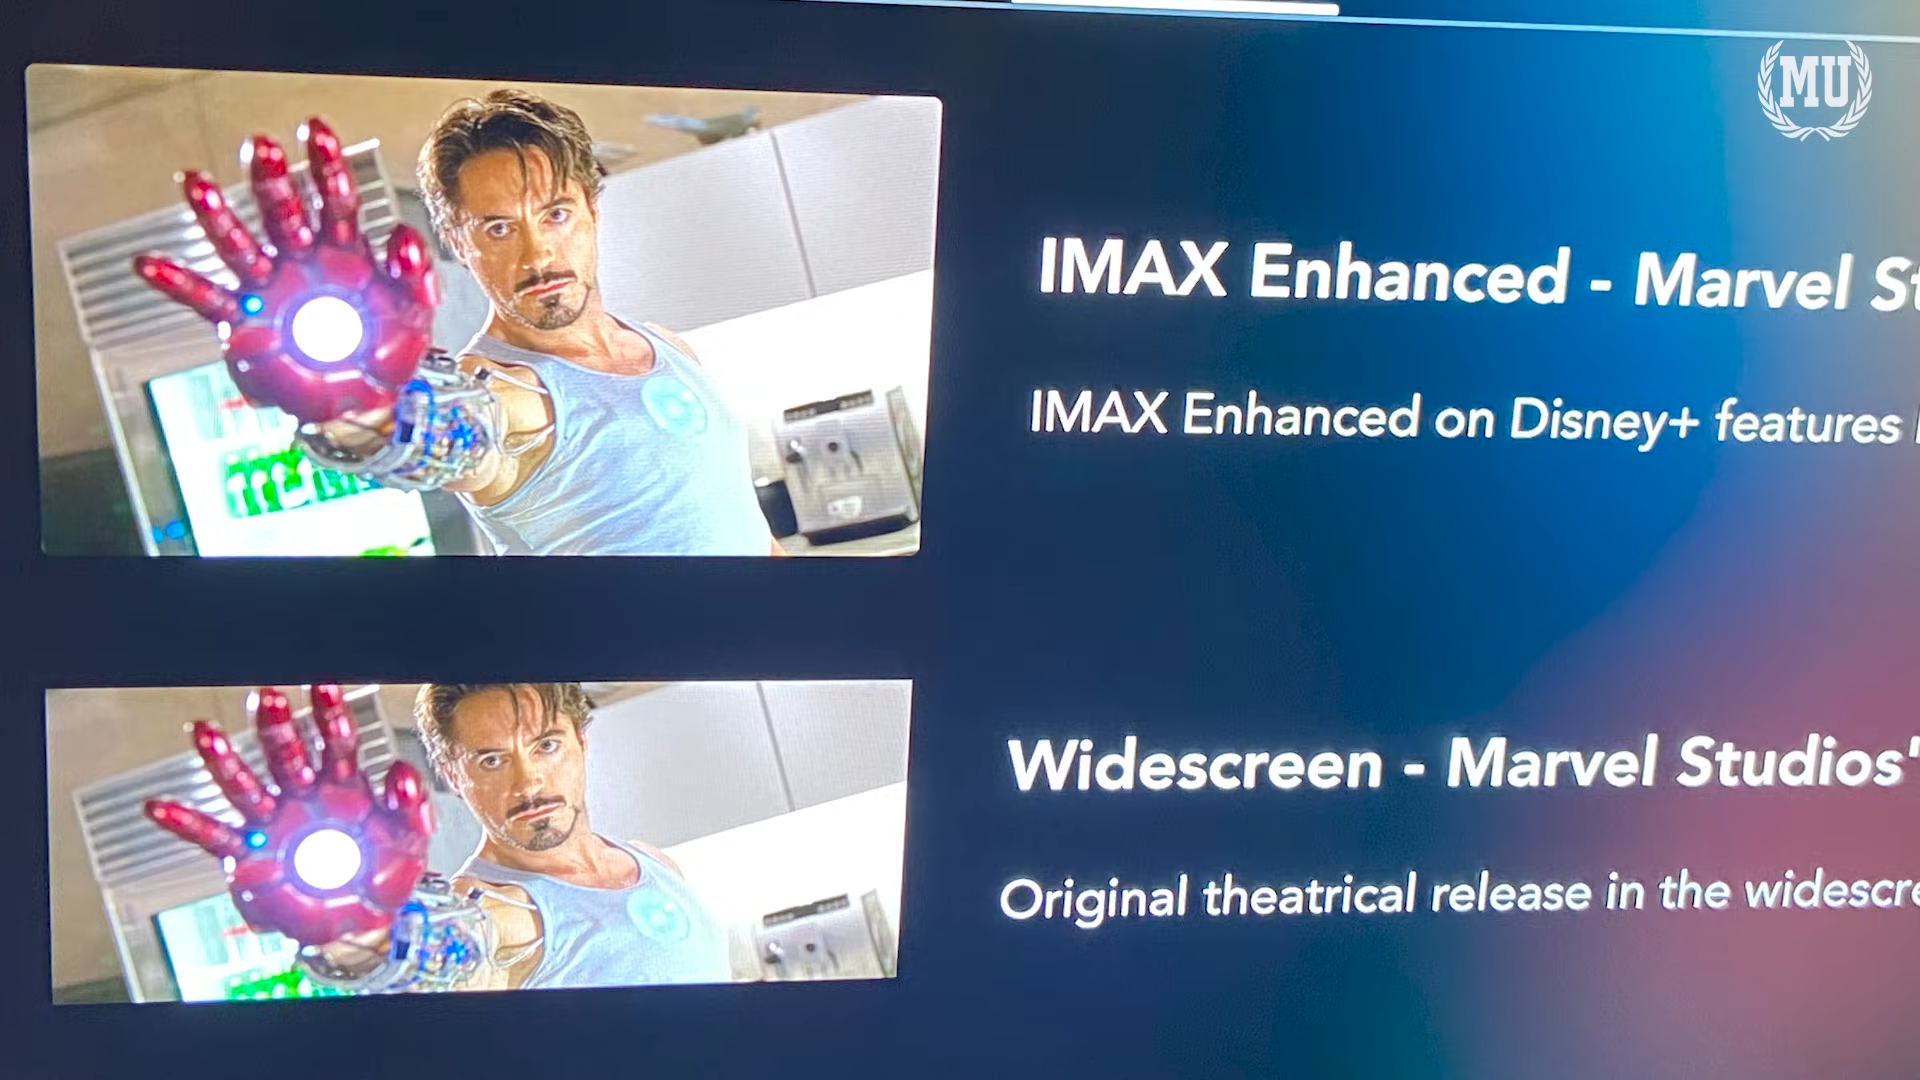 MU
IMAX Enhanced - Marvel
IMAX Enhanced on Disney+ features
Widescreen - Marvel Studios'
Original theatrical release in the